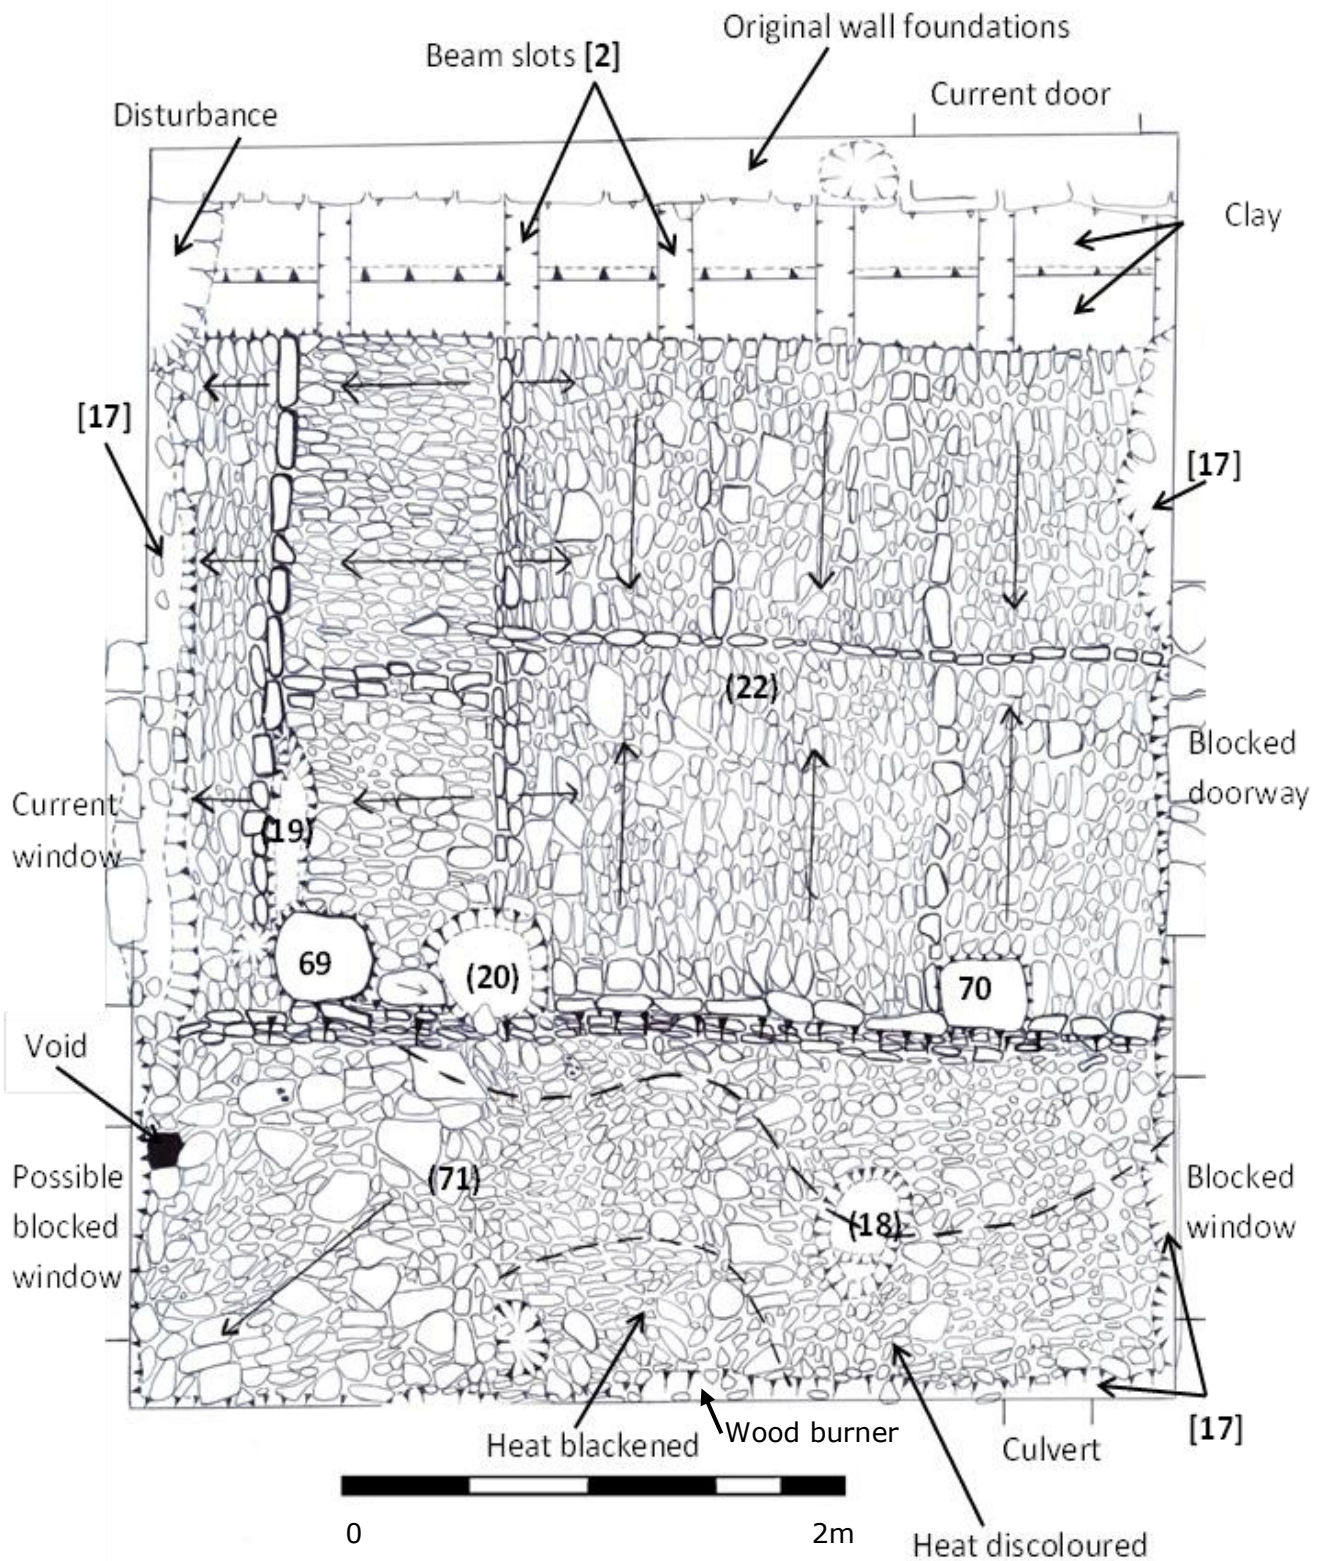 Original wall foundations
Beam slots [2]
Current door
Disturbance
Clay
[17]
[17]
(22)
Blocked
doorway
Current
window
(19)
69
(20)
70
Void
Possible
blocked
window
(71)
(18)
Blocked
window
Wood burner
Heat blackened
Culvert
[17]
0
2m
Heat discoloured